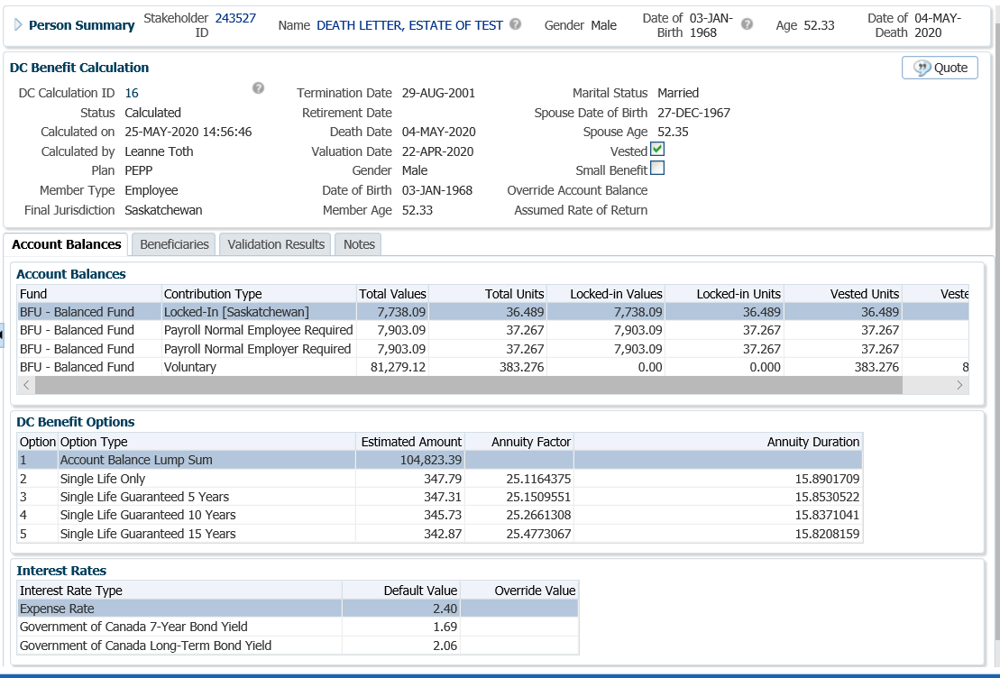 Person Summary Stakeholder ID 243527 Name DEATH LETTER, ESTATE OF TEST Gender Male Date of Birth 03-JAN-1968 Age 52.33 Date of Death 04-MAY-2020
DC Benefit Calculation Quote
DC Calculation ID 16 Termination Date 29-AUG-2001 Marital Status Married
Status Calculated Retirement Date Spouse Date of Birth 27-DEC-1967
Calculated on 25-MAY-2020 14:56:46 Death Date 04-MAY-2020 Spouse Age 52.35
Calculated by Leanne Toth Valuation Date 22-APR-2020 Vested
Plan PEPP Gender Male Small Benefit
Member Type Employee Date of Birth 03-JAN-1968 Override Account Balance
Final Jurisdiction Saskatchewan Member Age 52.33 Assumed Rate of Return
Account Balances Beneficiaries Validation Results Notes
Account Balances
Fund Contribution Type Total Values Total Units Locked-in Values Locked-in Units Vested Units Veste
BFU - Balanced Fund Locked-In [Saskatchewan] 7,738.09 36.489 7,738.09 36.489 36.489
BFU - Balanced Fund Payroll Normal Employee Required 7,903.09 37.267 7,903.09 37.267 37.267
BFU - Balanced Fund Payroll Normal Employer Required 7,903.09 37.267 7,903.09 37.267 37.267
BFU - Balanced Fund Voluntary 81,279.12 383.276 0.00 0.000 383.276 8
DC Benefit Options
Option Option Type Estimated Amount Annuity Factor Annuity Duration
1 Account Balance Lump Sum 104,823.39
2 Single Life Only 347.79 25.1164375 15.8901709
3 Single Life Guaranteed 5 Years 347.31 25.1509551 15.8530522
4 Single Life Guaranteed 10 Years 345.73 25.2661308 15.8371041
5 Single Life Guaranteed 15 Years 342.87 25.4773067 15.8208159
Interest Rates
Interest Rate Type Default Value Override Value
Expense Rate 2.40
Government of Canada 7-Year Bond Yield 1.69
Government of Canada Long-Term Bond Yield 2.06